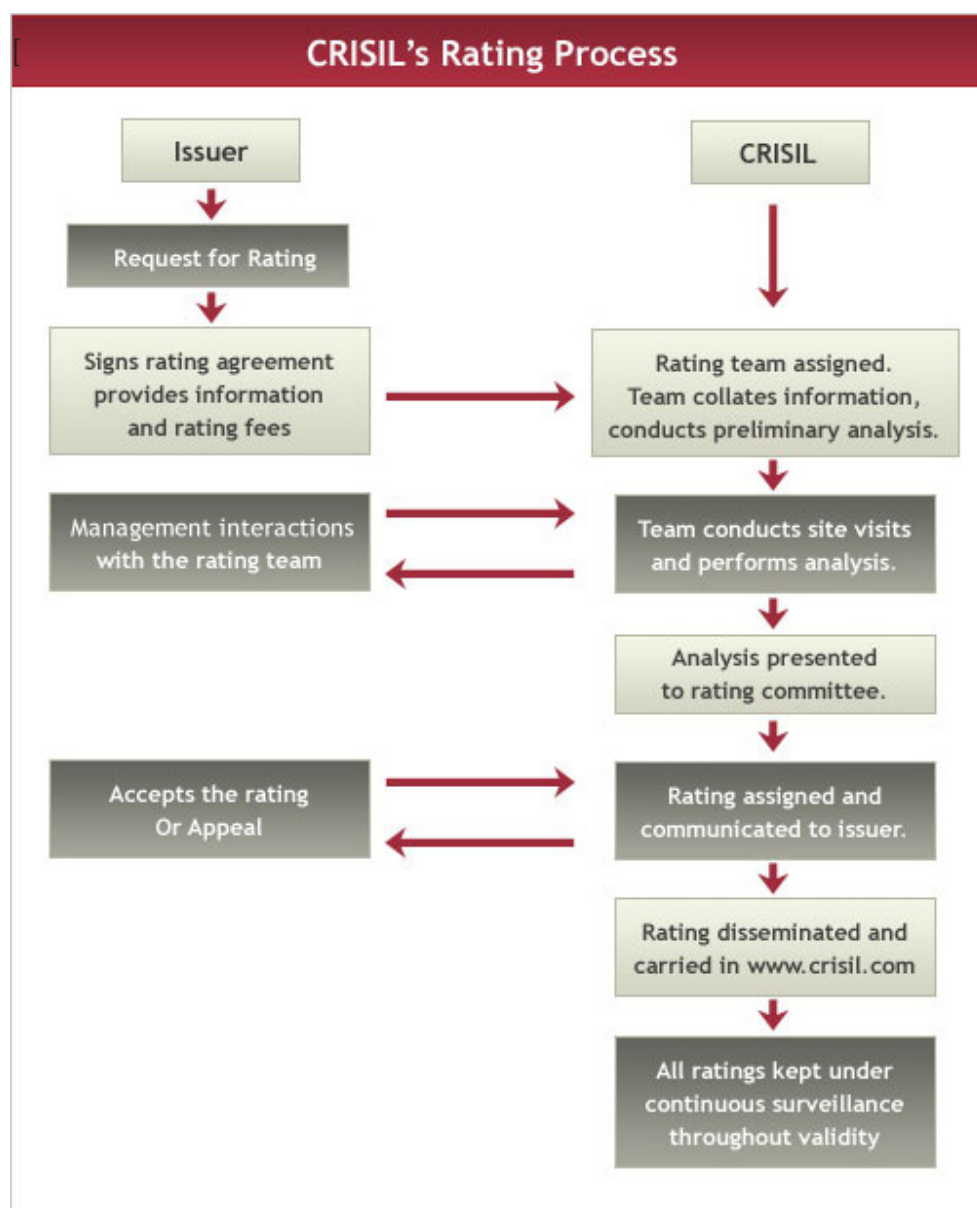 [
CRISIL’s Rating Process
Issuer
CRISIL
Request for Rating
Signs rating agreement
provides information
and rating fees
Rating team assigned.
Team collates information,
conducts preliminary analysis.
Management interactions
with the rating team
Team conducts site visits
and performs analysis.
Analysis presented
to rating committee.
Accepts the rating
Or Appeal
Rating assigned and
communicated to issuer.
Rating disseminated and
carried in www.crisil.com
All ratings kept under
continuous surveillance
throughout validity